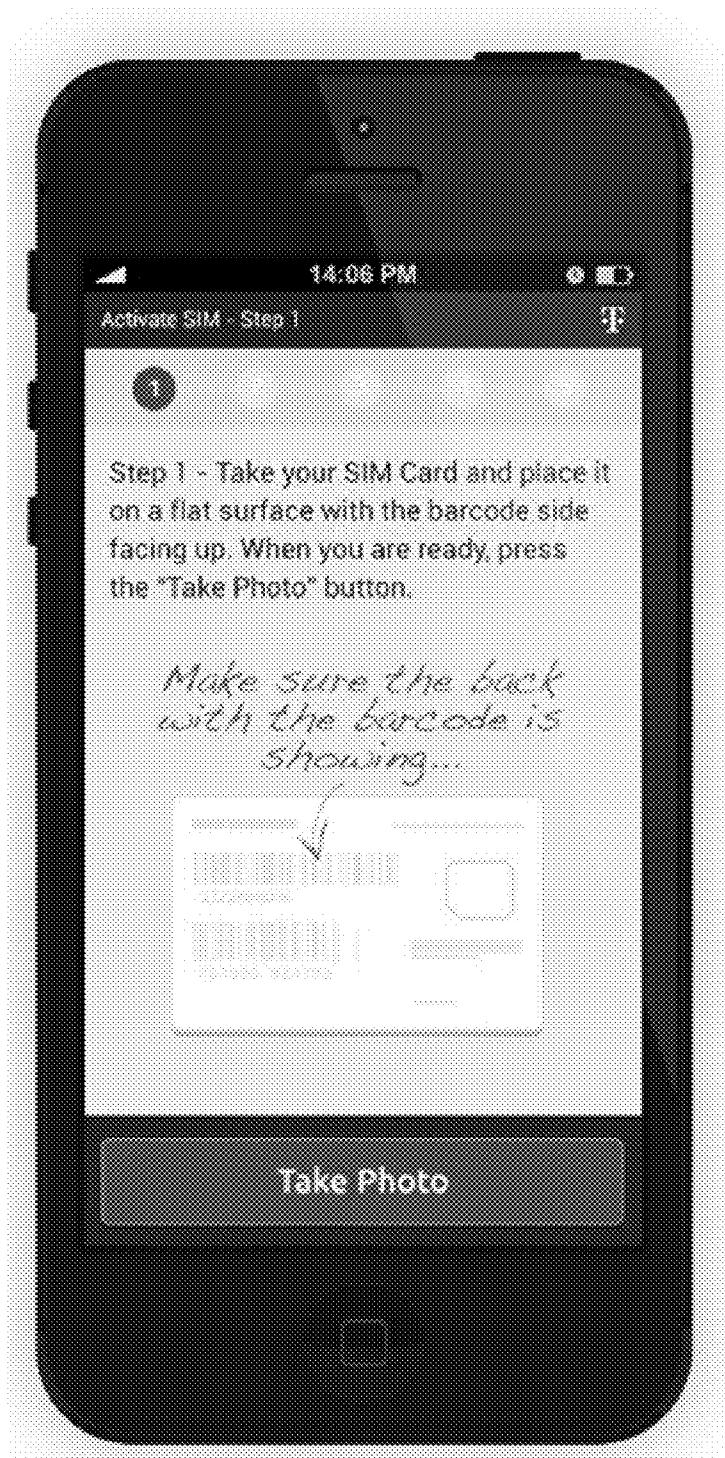 14:06 PM
Activate SIM - Step 1
1
Step 1 - Take your SIM Card and place it
on a flat surface with the barcode side
facing up. When you are ready, press
the "Take Photo" button.
Make sure the back
with the barcode is
showing...
Take Photo